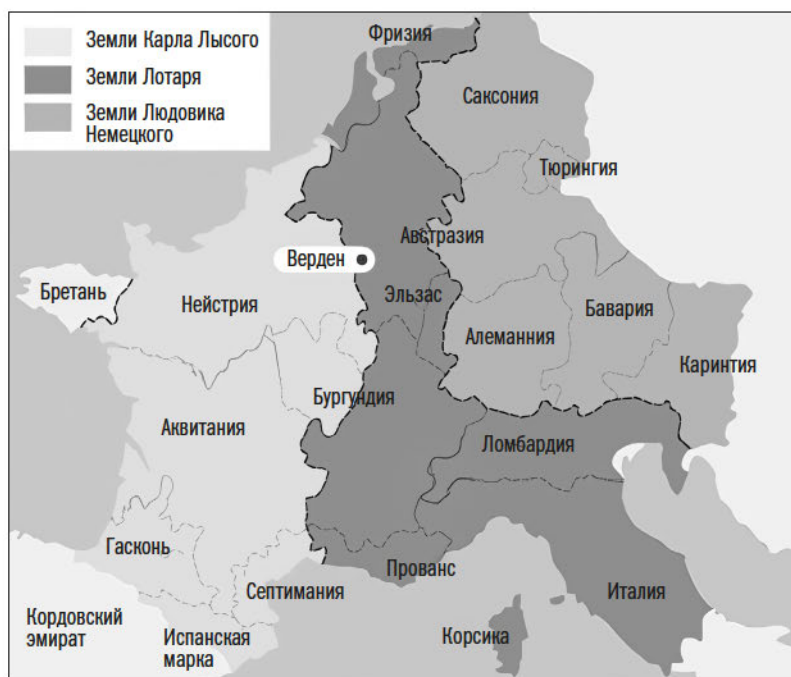 Земли Карла Лысого
Земли Лотаря
Земли Людовика
Немецкого
Фризия
Саксония
Тюрингия
Австразия
Верден
Эльзас
Бретань
Нейстрия
Алеманния
Бавария
Каринтия
Бургундия
Аквитания
Ломбардия
Гасконь
Септимания
Прованс
Италия
Кордовский
эмират
Испанская
марка
Корсика